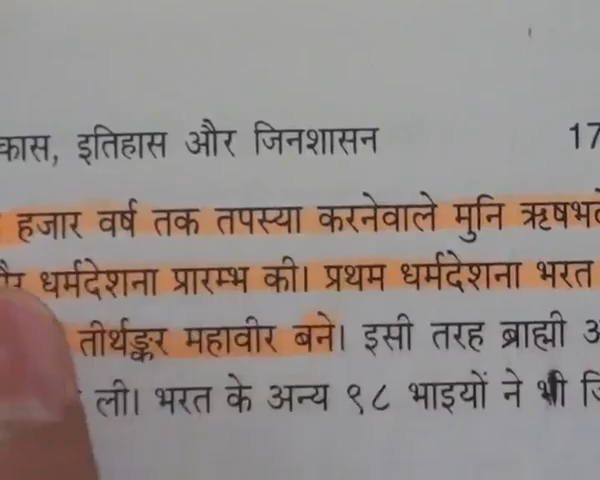 इतिहास और जिनशासन 17
हजार वर्ष तक तपस्या करनेवाले मुनि
धर्मदेशना प्रारम्भ की। प्रथम धर्मदेशना भरत
तीर्थङ्कर महावीर बने। इसी तरह ब्राह्मी
ली। भरत के अन्य ९८ भाइयों ने भी